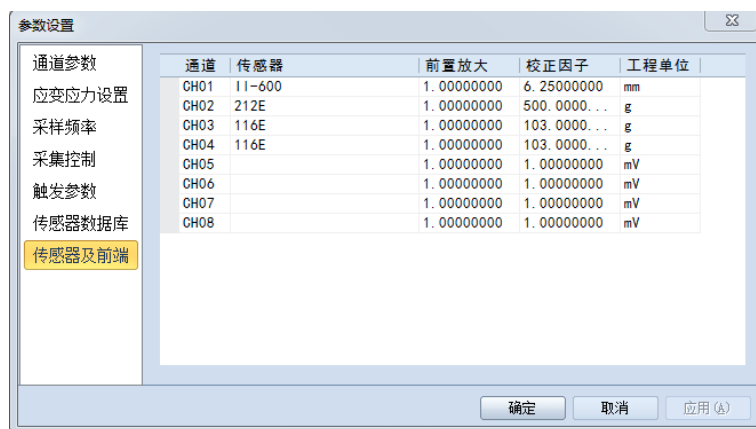 参数设置
通道参数
应变应力设置
采样频率
采集控制
触发参数
传感器数据库
传感器及前端
通道 传感器 前置放大 校正因子 工程单位
CH01 II-600 1.00000000 6.25000000 mm
CH02 212E 1.00000000 500.0000... g
CH03 116E 1.00000000 103.0000... g
CH04 116E 1.00000000 103.0000... g
CH05 1.00000000 1.00000000 mV
CH06 1.00000000 1.00000000 mV
CH07 1.00000000 1.00000000 mV
CH08 1.00000000 1.00000000 mV
确定 取消 应用(A)